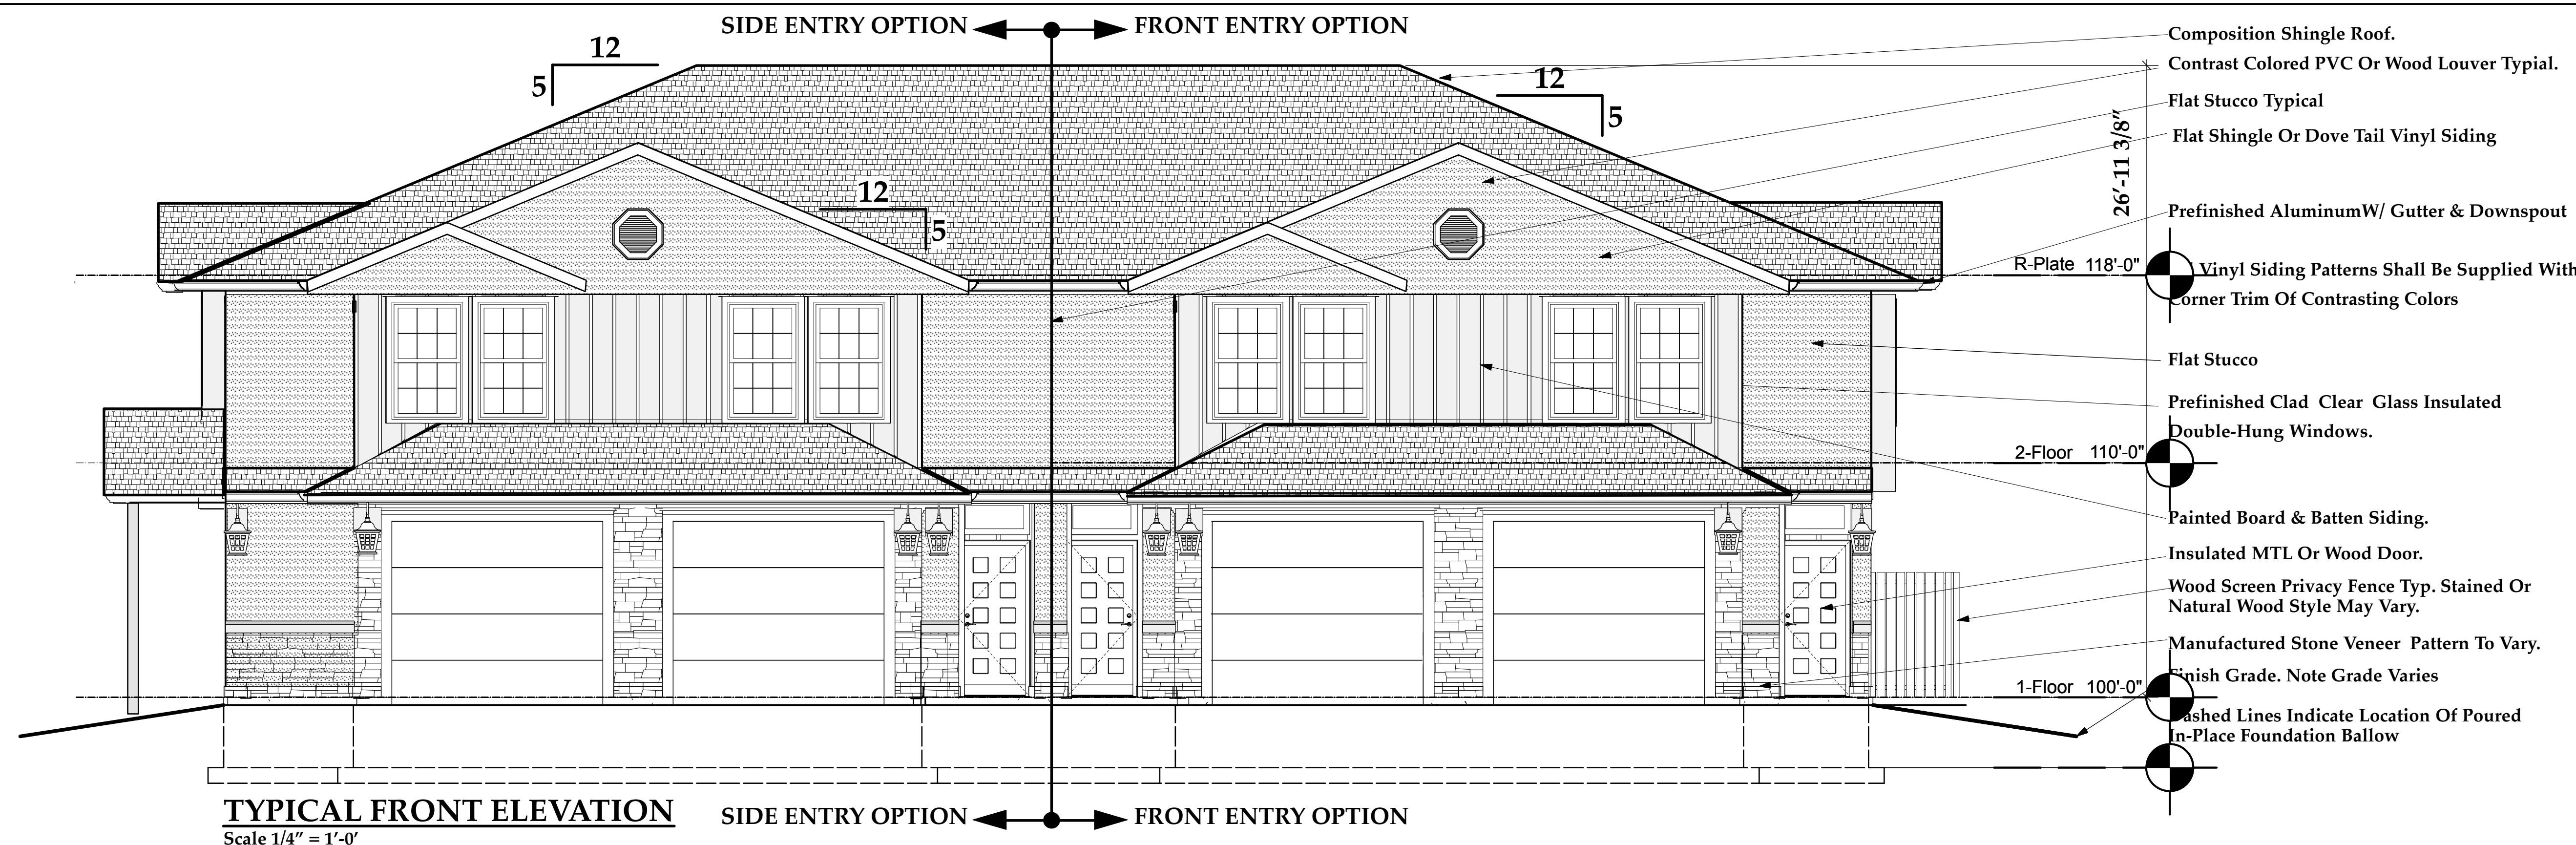 SIDE ENTRY OPTION FRONT ENTRY OPTION
12
5
12
5
12
5
Composition Shingle Roof.
Contrast Colored PVC Or Wood Louver Typial.
Flat Stucco Typical
Flat Shingle Or Dove Tail Vinyl Siding
26'-11 3/8"
Prefinished AluminumW/ Gutter & Downspout
R-Plate 118'-0"
Vinyl Siding Patterns Shall Be Supplied With
Corner Trim Of Contrasting Colors
Flat Stucco
Prefinished Clad Clear Glass Insulated
Double-Hung Windows.
2-Floor 110'-0"
Painted Board & Batten Siding.
Insulated MTL Or Wood Door.
Wood Screen Privacy Fence Typ. Stained Or
Natural Wood Style May Vary.
Manufactured Stone Veneer Pattern To Vary.
Finish Grade. Note Grade Varies
1-Floor 100'-0"
Dashed Lines Indicate Location Of Poured
In-Place Foundation Ballow
TYPICAL FRONT ELEVATION
Scale 1/4" = 1'-0'
SIDE ENTRY OPTION FRONT ENTRY OPTION